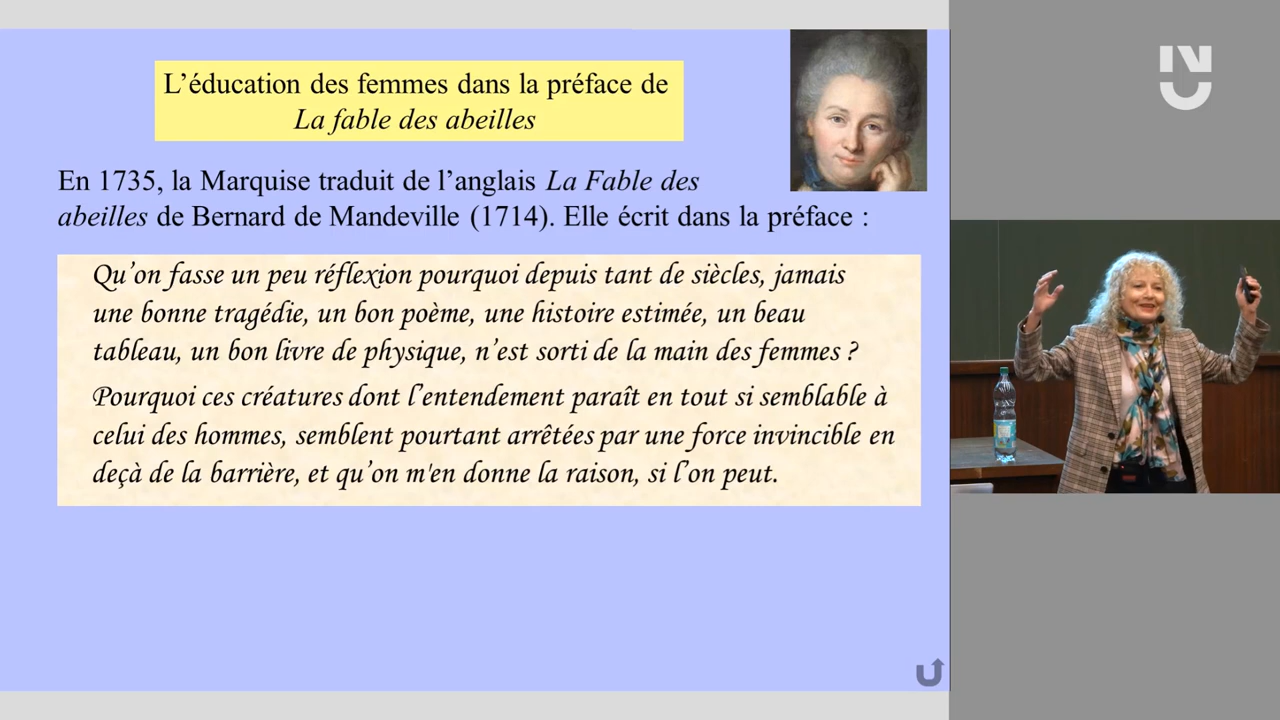 L'éducation des femmes dans la préface de
La fable des abeilles
En 1735, la Marquise traduit de l'anglais La Fable des
abeilles de Bernard de Mandeville (1714). Elle écrit dans la préface :
Qu'on fasse un peu réflexion pourquoi depuis tant de siècles, jamais
une bonne tragédie, un bon poème, une histoire estimée, un beau
tableau, un bon livre de physique, n'est sorti de la main des femmes ?
Pourquoi ces créatures dont l'entendement paraît en tout si semblable à
celui des hommes, semblent pourtant arrêtées par une force invincible en
deçà de la barrière, et qu'on m'en donne la raison, si l'on peut.